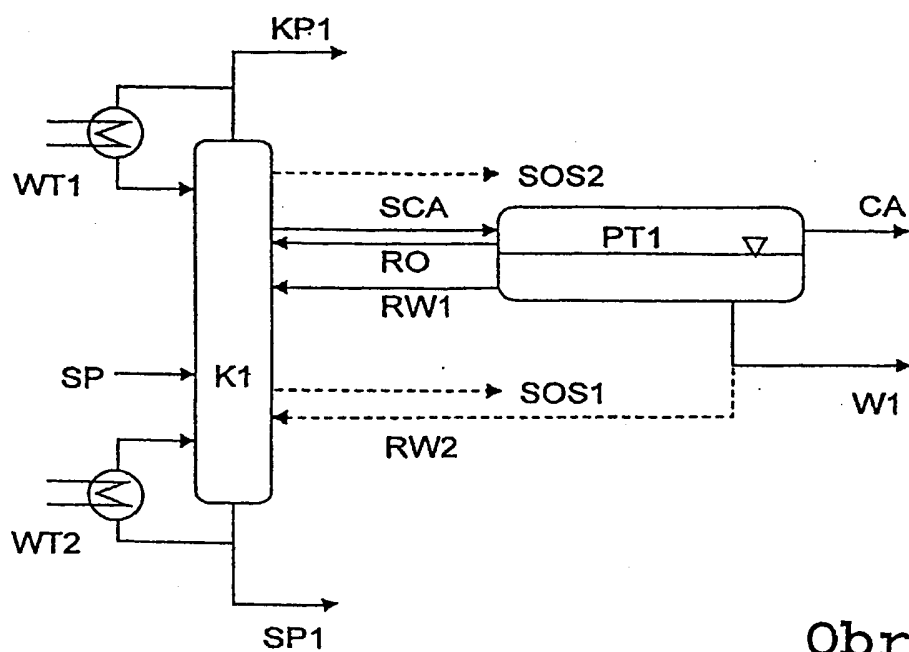 KP1
WT1
SOS2
SCA
CA
PT1
RO
RW1
SP
K1
SOS1
W1
RW2
WT2
SP1
Obr